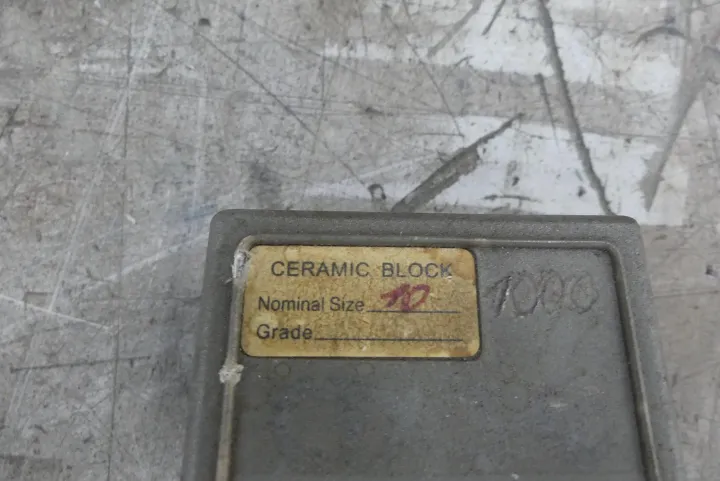 CERAMIC BLOCK
Nominal Size 10
Grade
1000